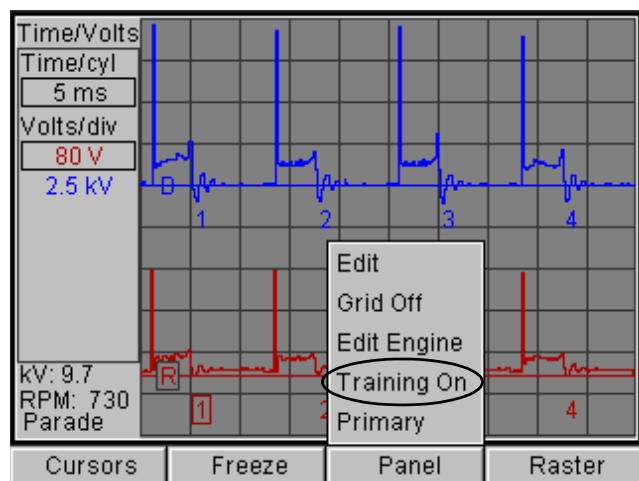 Time/Volts
Time/cyl
5 ms
Volts/div
80 V
2.5 kV
B
1 2 3 4
Edit
Grid Off
Edit Engine
Training On
Primary
R
1 2 4
kV: 9.7
RPM: 730
Parade
Cursors Freeze Panel Raster